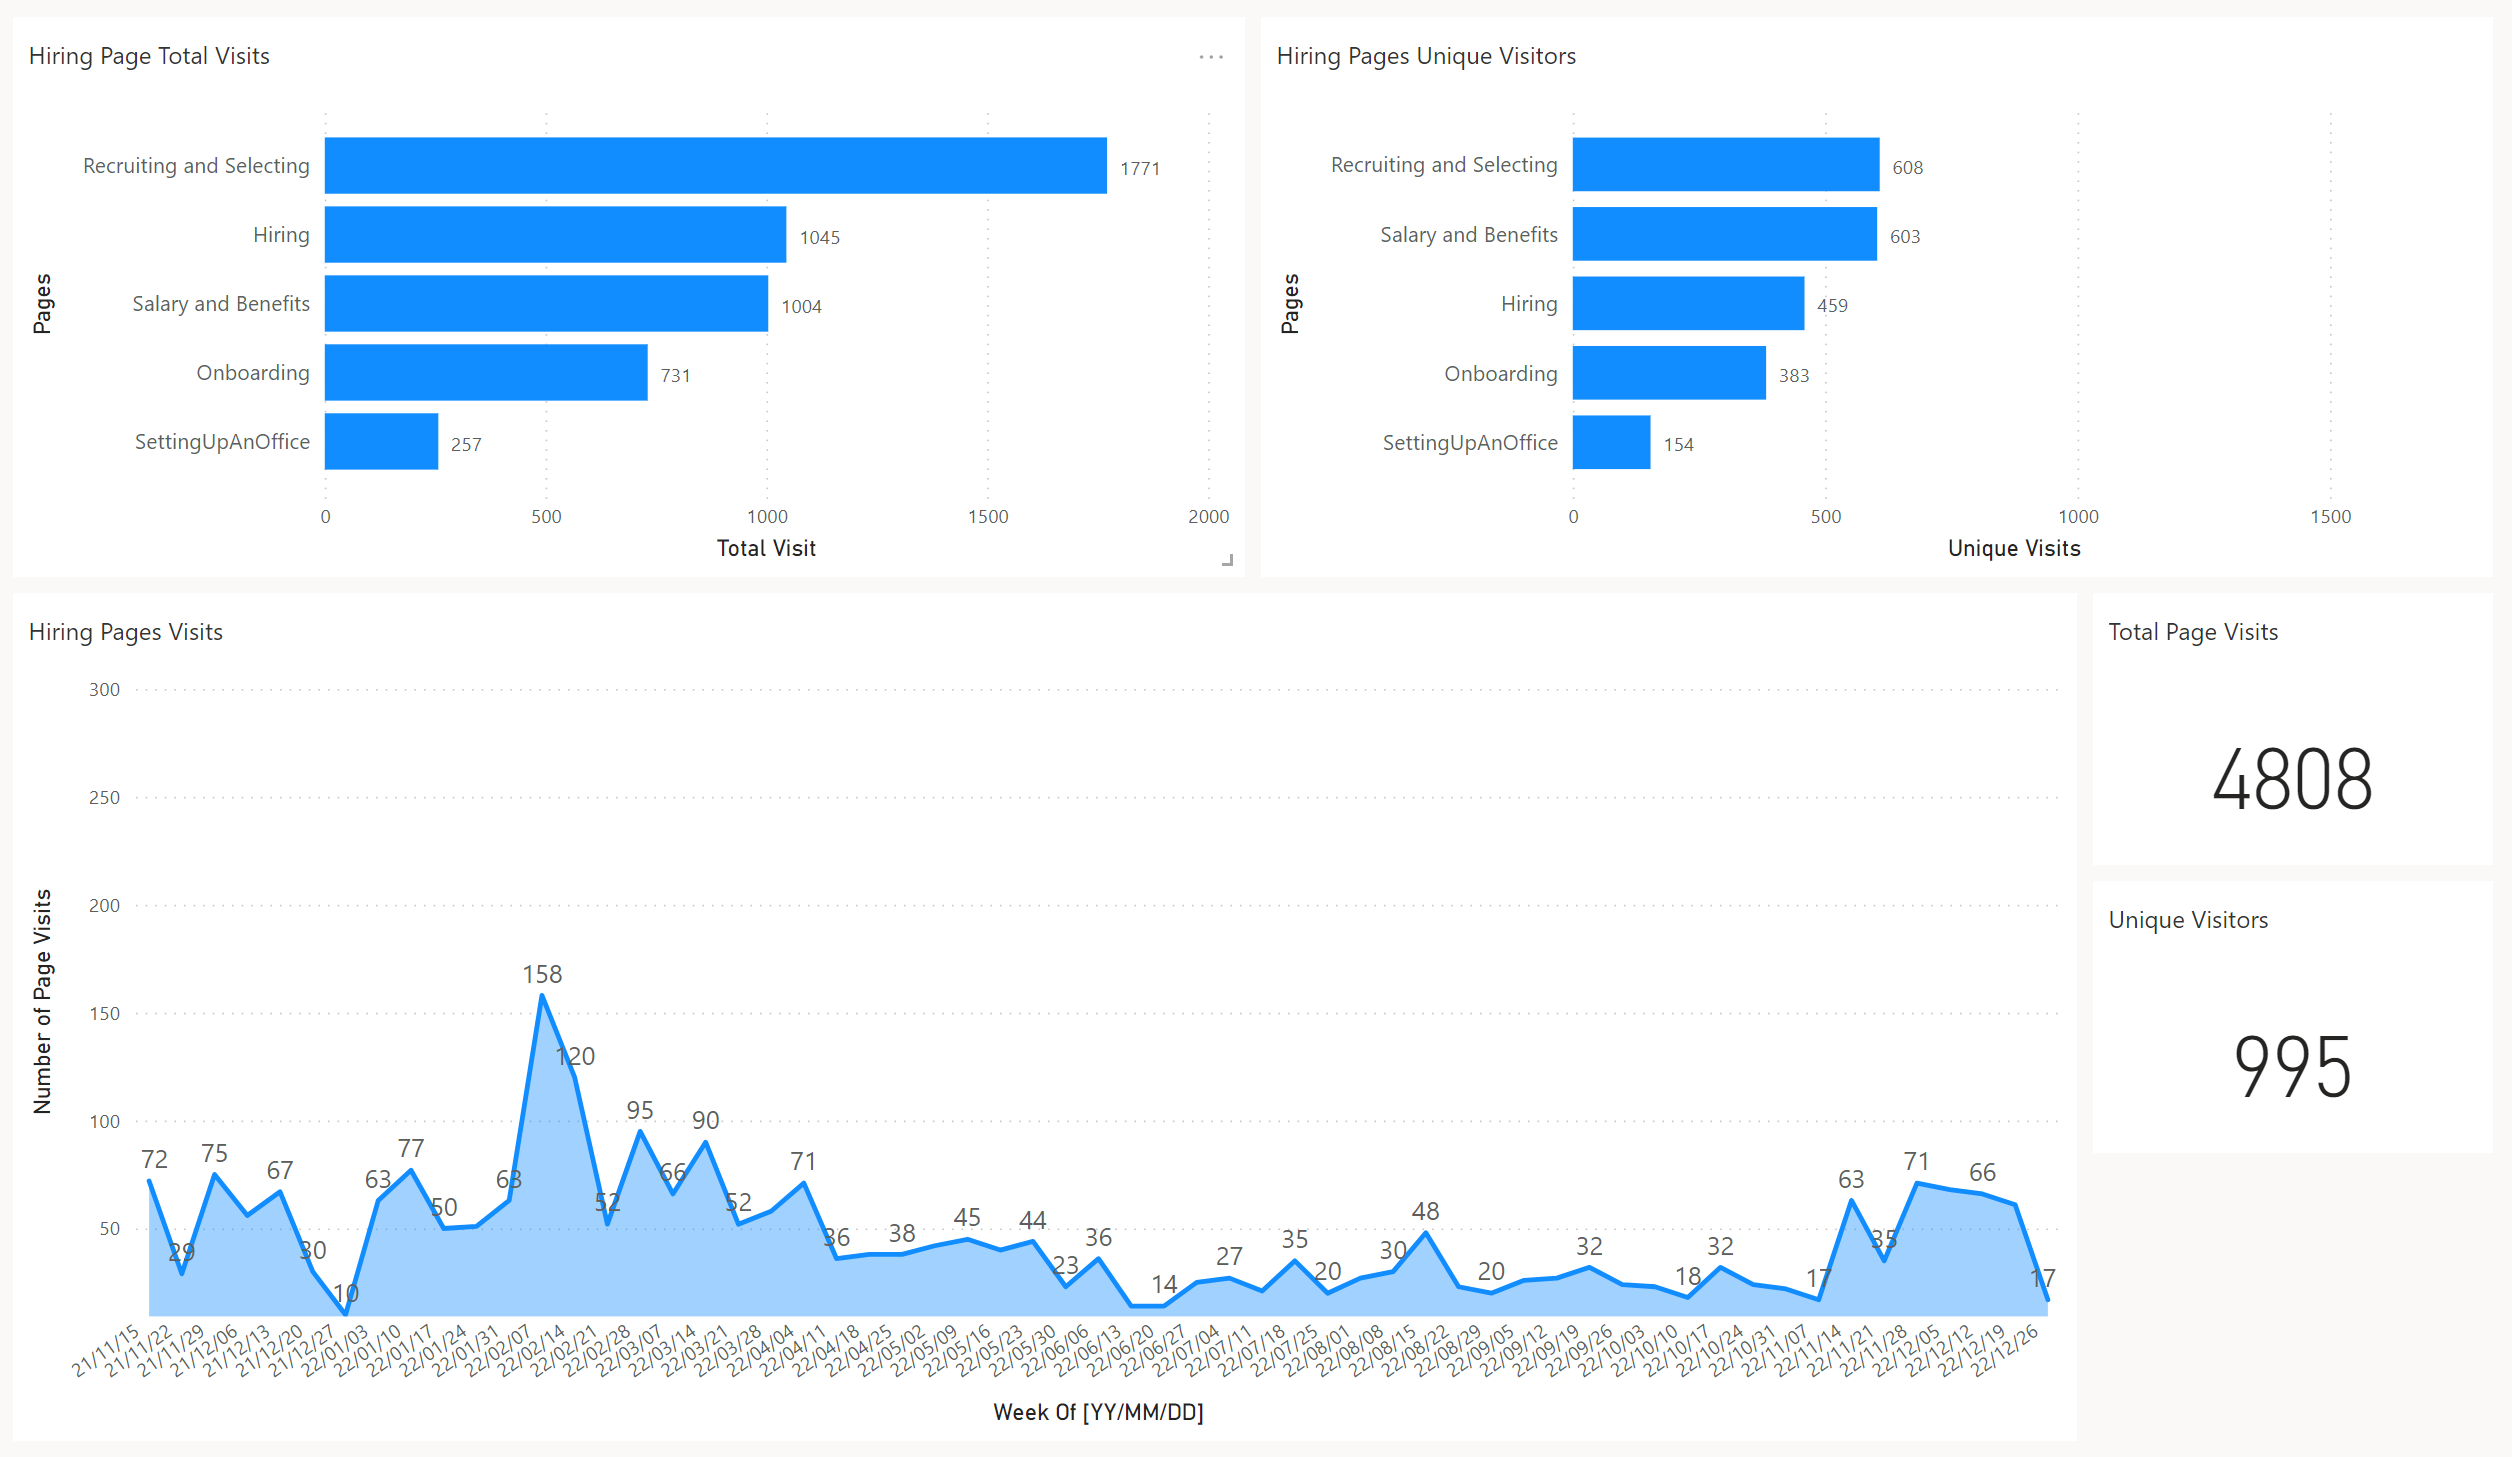 Hiring Page Total Visits
...
Pages
Recruiting and Selecting
1771
Hiring
1045
Salary and Benefits
1004
Onboarding
731
SettingUpAnOffice
257
0 500 1000 1500 2000
Total Visit
Hiring Pages Unique Visitors
Pages
Recruiting and Selecting
608
Salary and Benefits
603
Hiring
459
Onboarding
383
SettingUpAnOffice
154
0 500 1000 1500
Unique Visits
Hiring Pages Visits
Number of Page Visits
300
250
200
150
100
50
72 29 75 67 30 10 63 77 50 63 158 120 52 95 66 90 52 71 36 38 45 44 23 36 14 27 35 20 30 48 20 32 18 32 17 63 35 71 66 17
21/11/15 21/11/22 21/11/29 21/12/06 21/12/13 21/12/20 21/12/27 22/01/03 22/01/10 22/01/17 22/01/24 22/01/31 22/02/07 22/02/14 22/02/21 22/02/28 22/03/07 22/03/14 22/03/21 22/03/28 22/04/04 22/04/11 22/04/18 22/04/25 22/05/02 22/05/09 22/05/16 22/05/23 22/05/30 22/06/06 22/06/13 22/06/20 22/06/27 22/07/04 22/07/11 22/07/18 22/07/25 22/08/01 22/08/08 22/08/15 22/08/22 22/08/29 22/09/05 22/09/12 22/09/19 22/09/26 22/10/03 22/10/10 22/10/17 22/10/24 22/10/31 22/11/07 22/11/14 22/11/21 22/11/28 22/12/05 22/12/12 22/12/19 22/12/26
Week Of [YY/MM/DD]
Total Page Visits
4808
Unique Visitors
995